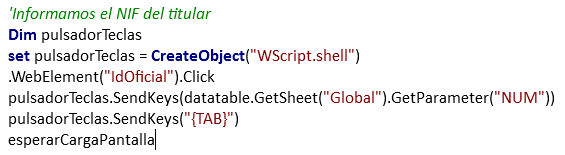 'Informamos el NIF del titular
Dim pulsadorTeclas
set pulsadorTeclas = CreateObject("WScript.shell")
.WebElement("IdOficial").Click
pulsadorTeclas.SendKeys(datatable.GetSheet("Global").GetParameter("NUM"))
pulsadorTeclas.SendKeys("{TAB}")
esperarCargaPantalla